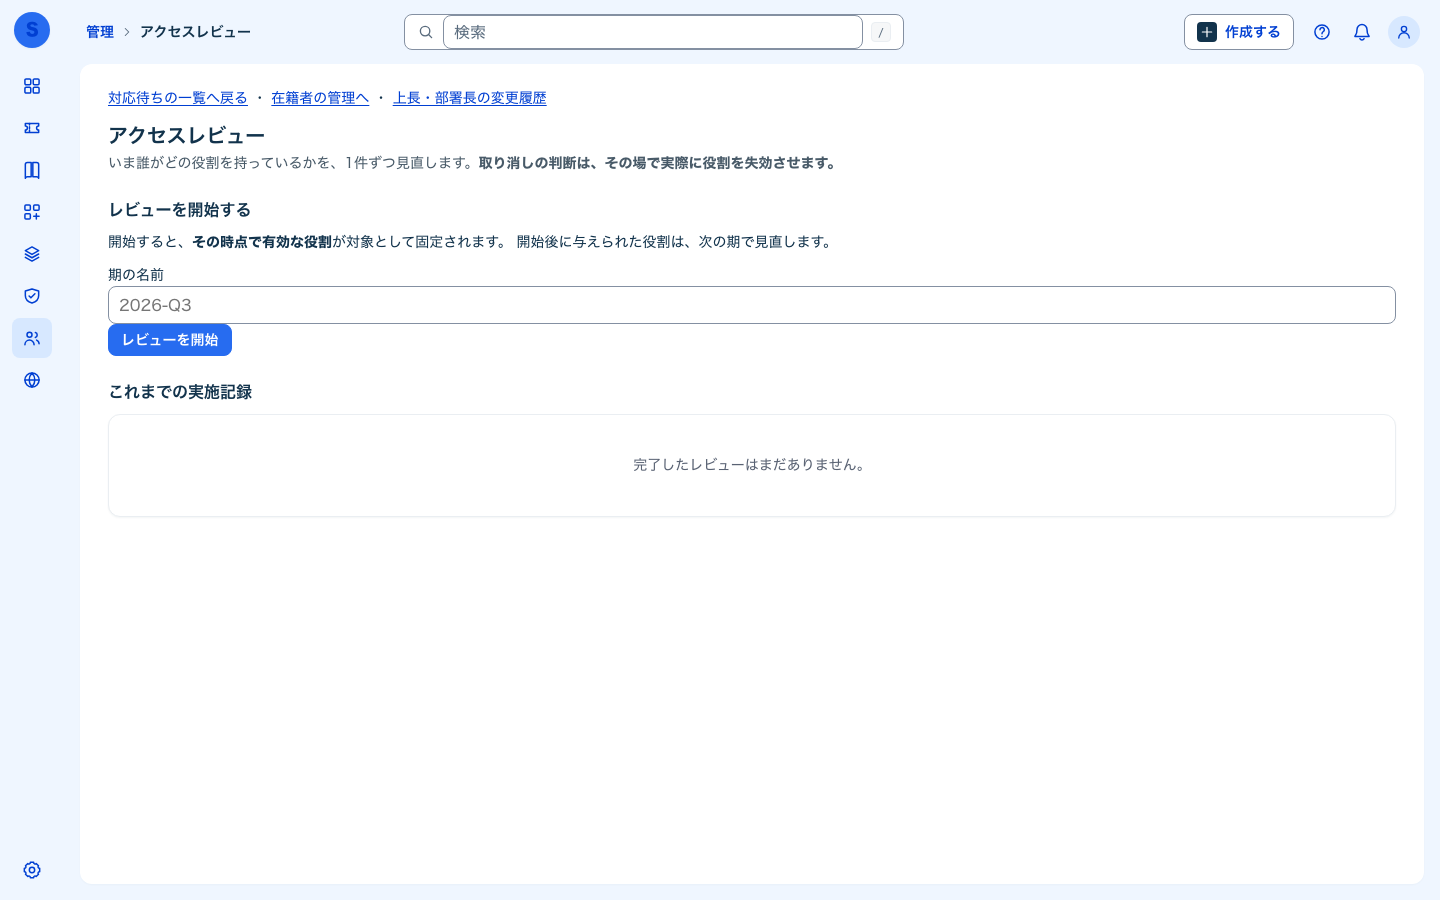 S
管理 > アクセスレビュー
検索
/
作成する
対応待ちの一覧へ戻る ・ 在籍者の管理へ ・ 上長・部署長の変更履歴
アクセスレビュー
いま誰がどの役割を持っているかを、1件ずつ見直します。取り消しの判断は、その場で実際に役割を失効させます。
レビューを開始する
開始すると、その時点で有効な役割が対象として固定されます。 開始後に与えられた役割は、次の期で見直します。
期の名前
2026-Q3
レビューを開始
これまでの実施記録
完了したレビューはまだありません。